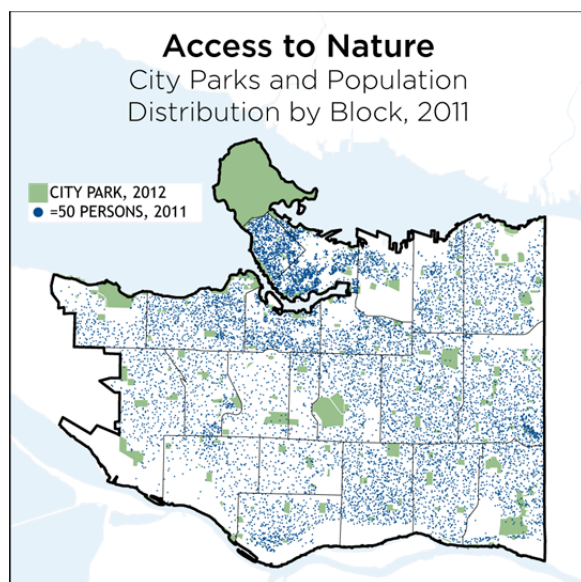 Access to Nature
City Parks and Population
Distribution by Block, 2011
CITY PARK, 2012
=50 PERSONS, 2011